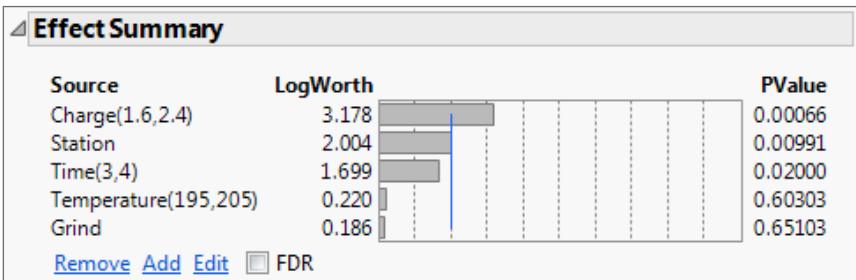 Effect Summary
Source LogWorth PValue
Charge(1.6,2.4) 3.178 0.00066
Station 2.004 0.00991
Time(3,4) 1.699 0.02000
Temperature(195,205) 0.220 0.60303
Grind 0.186 0.65103
Remove Add Edit FDR